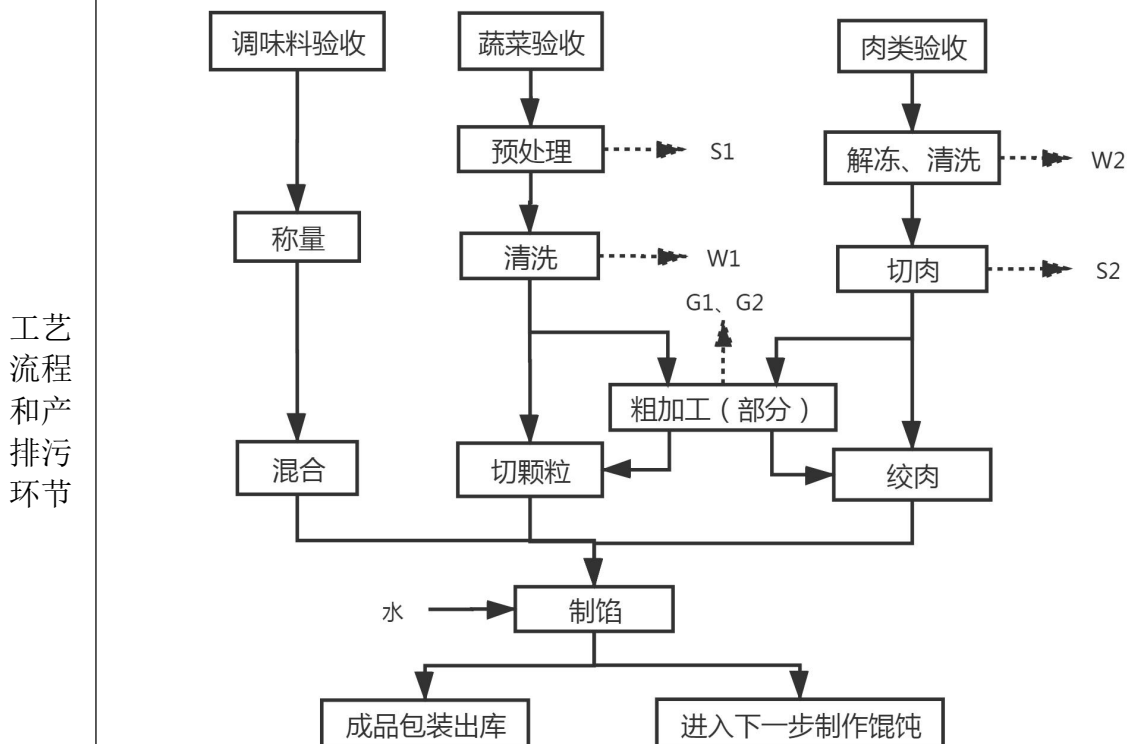 调味料验收
蔬菜验收
肉类验收
预处理
S1
解冻、清洗
W2
称量
清洗
W1
切肉
S2
G1、G2
粗加工（部分）
混合
切颗粒
绞肉
水
制馅
成品包装出库
进入下一步制作馄饨
工艺
流程
和产
排污
环节